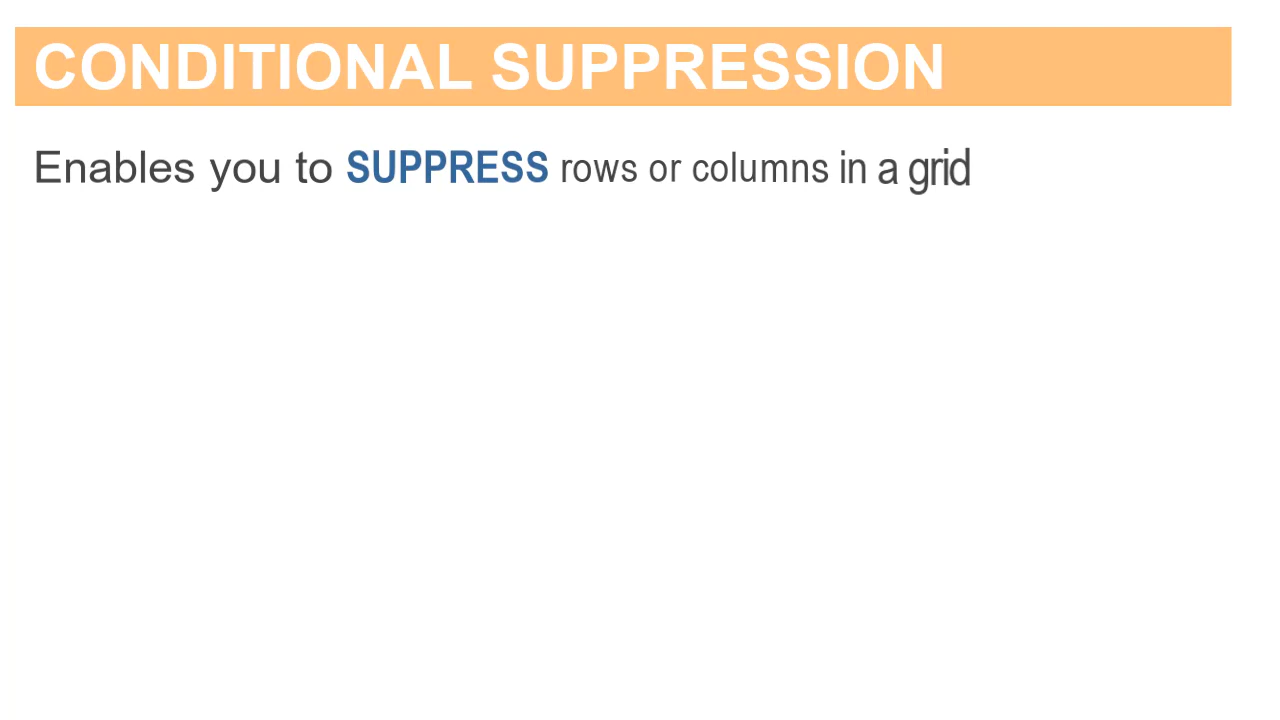 CONDITIONAL SUPPRESSION
Enables you to SUPPRESS rows or columns in a grid